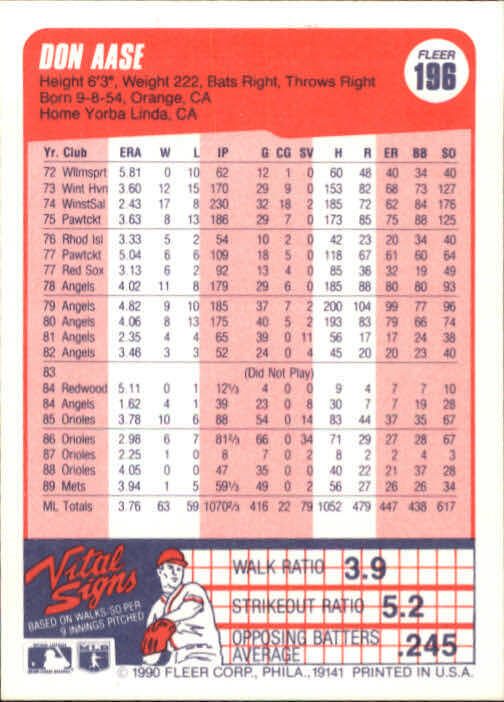 DON AASE
FLEER
196
Height 6'3", Weight 222, Bats Right, Throws Right
Born 9-8-54, Orange, CA
Home Yorba Linda, CA
Yr. Club ERA W L IP G CG SV H R ER BB SO
72 Wllmsprt 5.81 0 10 62 12 1 0 60 48 40 34 40
73 Wint Hvn 3.60 12 15 170 29 9 0 153 82 68 73 127
74 WinstSal 2.43 17 8 230 32 18 2 185 72 62 84 176
75 Pawtckt 3.63 8 13 186 29 7 0 173 85 75 88 125
76 Rhod Isl 3.33 5 2 54 10 2 0 42 23 20 34 40
77 Pawtckt 5.04 6 6 109 18 5 0 118 67 61 60 64
77 Red Sox 3.13 6 2 92 13 4 0 85 36 32 19 49
78 Angels 4.02 11 8 179 29 6 0 185 88 80 80 93
79 Angels 4.82 9 10 185 37 7 2 200 104 99 77 96
80 Angels 4.06 8 13 175 40 5 2 193 83 79 66 74
81 Angels 2.35 4 4 65 39 0 11 56 17 17 24 38
82 Angels 3.46 3 3 52 24 0 4 45 20 20 23 40
83 (Did Not Play)
84 Redwood 5.11 0 1 12⅓ 4 0 0 9 4 7 7 10
84 Angels 1.62 4 1 39 23 0 8 30 7 7 19 28
85 Orioles 3.78 10 6 88 54 0 14 83 44 37 35 67
86 Orioles 2.98 6 7 81⅔ 66 0 34 71 29 27 28 67
87 Orioles 2.25 1 0 8 7 0 2 8 2 2 4 3
88 Orioles 4.05 0 0 47 35 0 0 40 22 21 37 28
89 Mets 3.94 1 5 59⅓ 49 0 2 56 27 26 26 34
ML Totals 3.76 63 59 1070⅔ 416 22 79 1052 479 447 438 617
Vital Signs
BASED ON WALKS/SO PER
9 INNINGS PITCHED
WALK RATIO 3.9
STRIKEOUT RATIO 5.2
OPPOSING BATTERS
AVERAGE .245
© 1990 FLEER CORP., PHILA., 19141 PRINTED IN U.S.A.